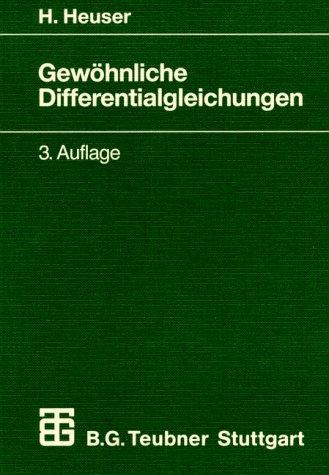 H. Heuser
Gewöhnliche
Differentialgleichungen
3. Auflage
B.G. Teubner Stuttgart